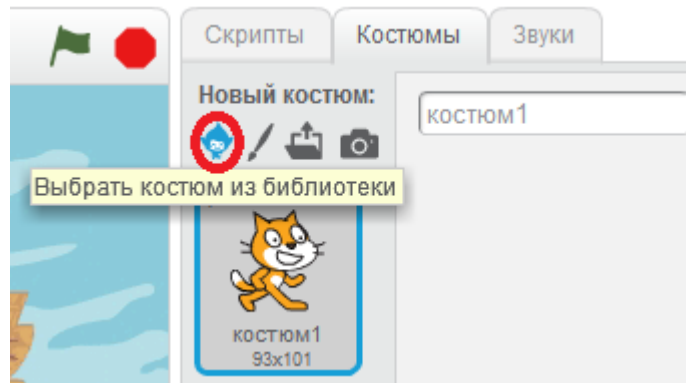 Скрипты Костюмы Звуки
Новый костюм:
костюм1
Выбрать костюм из библиотеки
костюм1
93x101